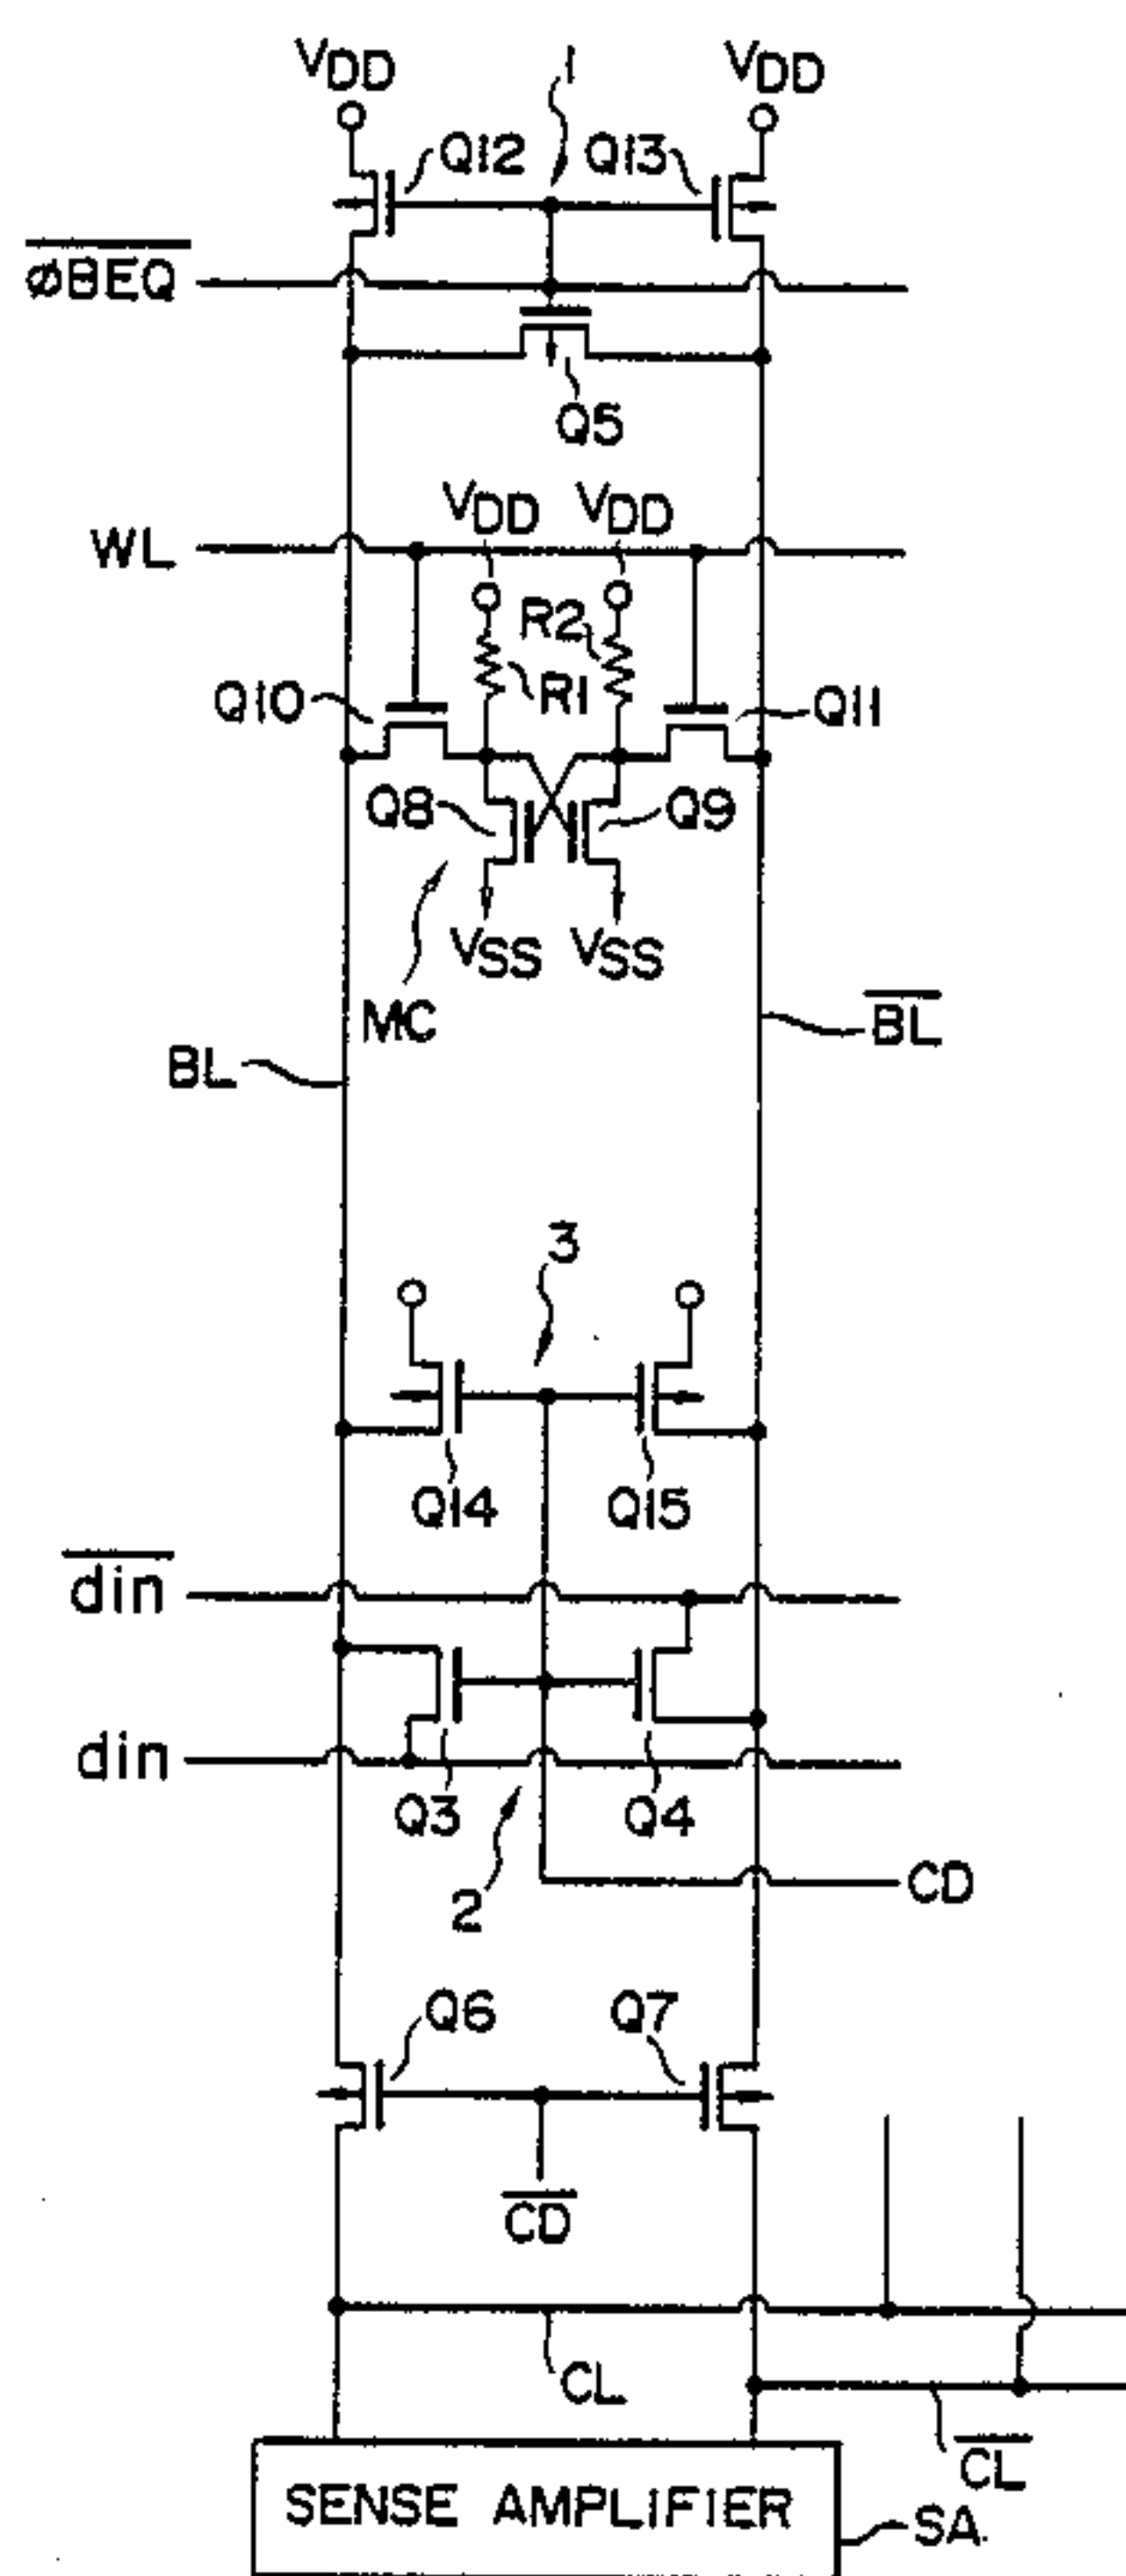 VDD
1
VDD
Q12
Q13
φBEQ
Q5
VDD
VDD
WL
R2
R1
Q10
Q11
Q8
Q9
VSS
VSS
MC
BL
BL
3
Q14
Q15
din
din
Q3
Q4
2
CD
Q6
Q7
CD
CL
CL
SENSE AMPLIFIER
SA